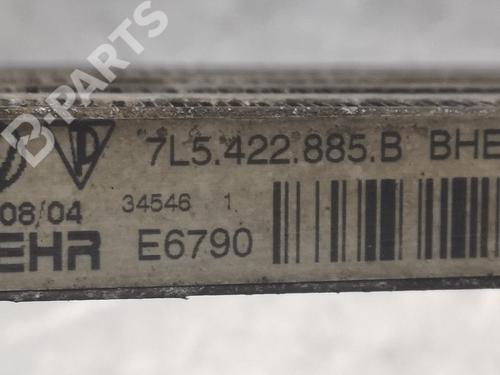 B-PARTS
7L5.422.885.B BHE
08/04 34546 1
EHR E6790